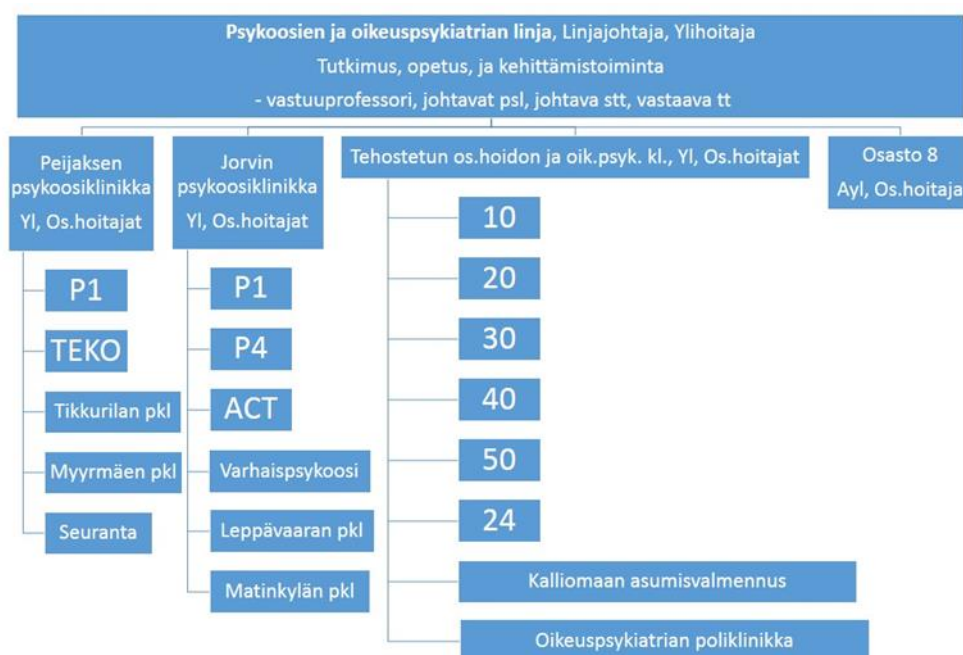 Psykoosien ja oikeuspsykiatrian linja, Linjajohtaja, Ylihoitaja
Tutkimus, opetus, ja kehittämistoiminta
- vastuuprofessori, johtavat psl, johtava stt, vastaava tt
Peijaksen
psykoosiklinikka
Yl, Os.hoitajat
P1
TEKO
Tikkurilan pkl
Myyrmäen pkl
Seuranta
Jorvin
psykoosiklinikka
Yl, Os.hoitajat
P1
P4
ACT
Varhaispsykoosi
Leppävaaran pkl
Matinkylän pkl
Tehostetun os.hoidon ja oik.psyk. kl., Yl, Os.hoitajat
10
20
30
40
50
24
Kalliomaan asumisvalmennus
Oikeuspsykiatrian poliklinikka
Osasto 8
Ayl, Os.hoitaja